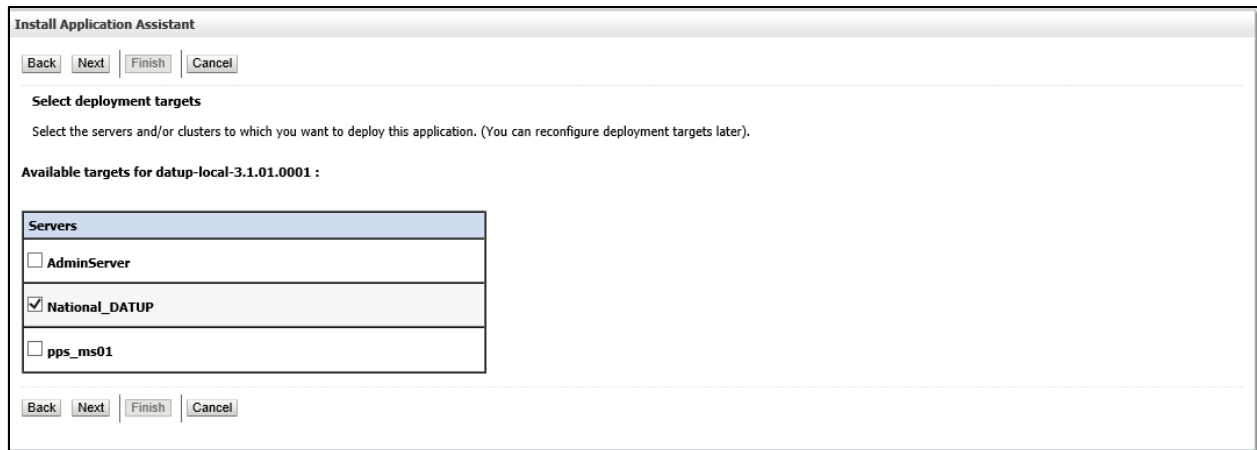 Install Application Assistant
Back Next Finish Cancel
Select deployment targets
Select the servers and/or clusters to which you want to deploy this application. (You can reconfigure deployment targets later).
Available targets for datup-local-3.1.01.0001 :
Servers
AdminServer
National_DATUP
pps_ms01
Back Next Finish Cancel